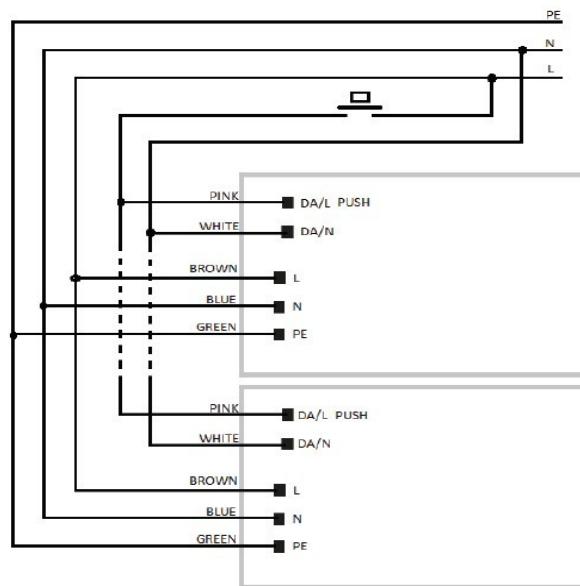 PE
N
L
PINK DA/L PUSH
WHITE DA/N
BROWN L
BLUE N
GREEN PE
PINK DA/L PUSH
WHITE DA/N
BROWN L
BLUE N
GREEN PE